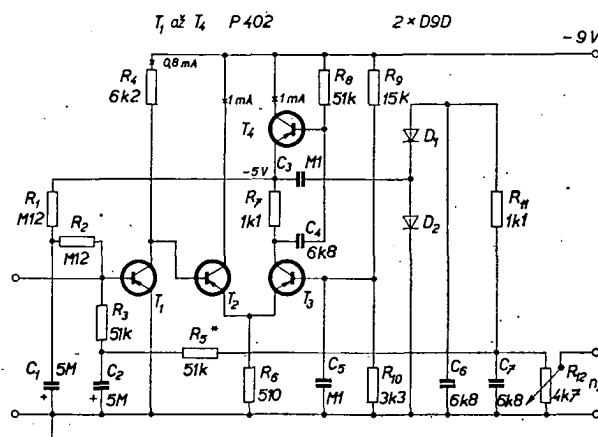 T1 až T4 P402 2 × D9D
-9V
0,8 mA
R4
6k2
1 mA
1 mA
R8
51k
R9
15k
T4
D1
-5V
C3 M1
R1
M12
R2
M12
R7
1k1
C4
6k8
D2
R11
1k1
T1
T2
T3
R3
51k
R5*
51k
C1 5M
+
C2
5M
+
R6
510
C5
M1
R10
3k3
C6
6k8
C7
6k8
R12
4k7